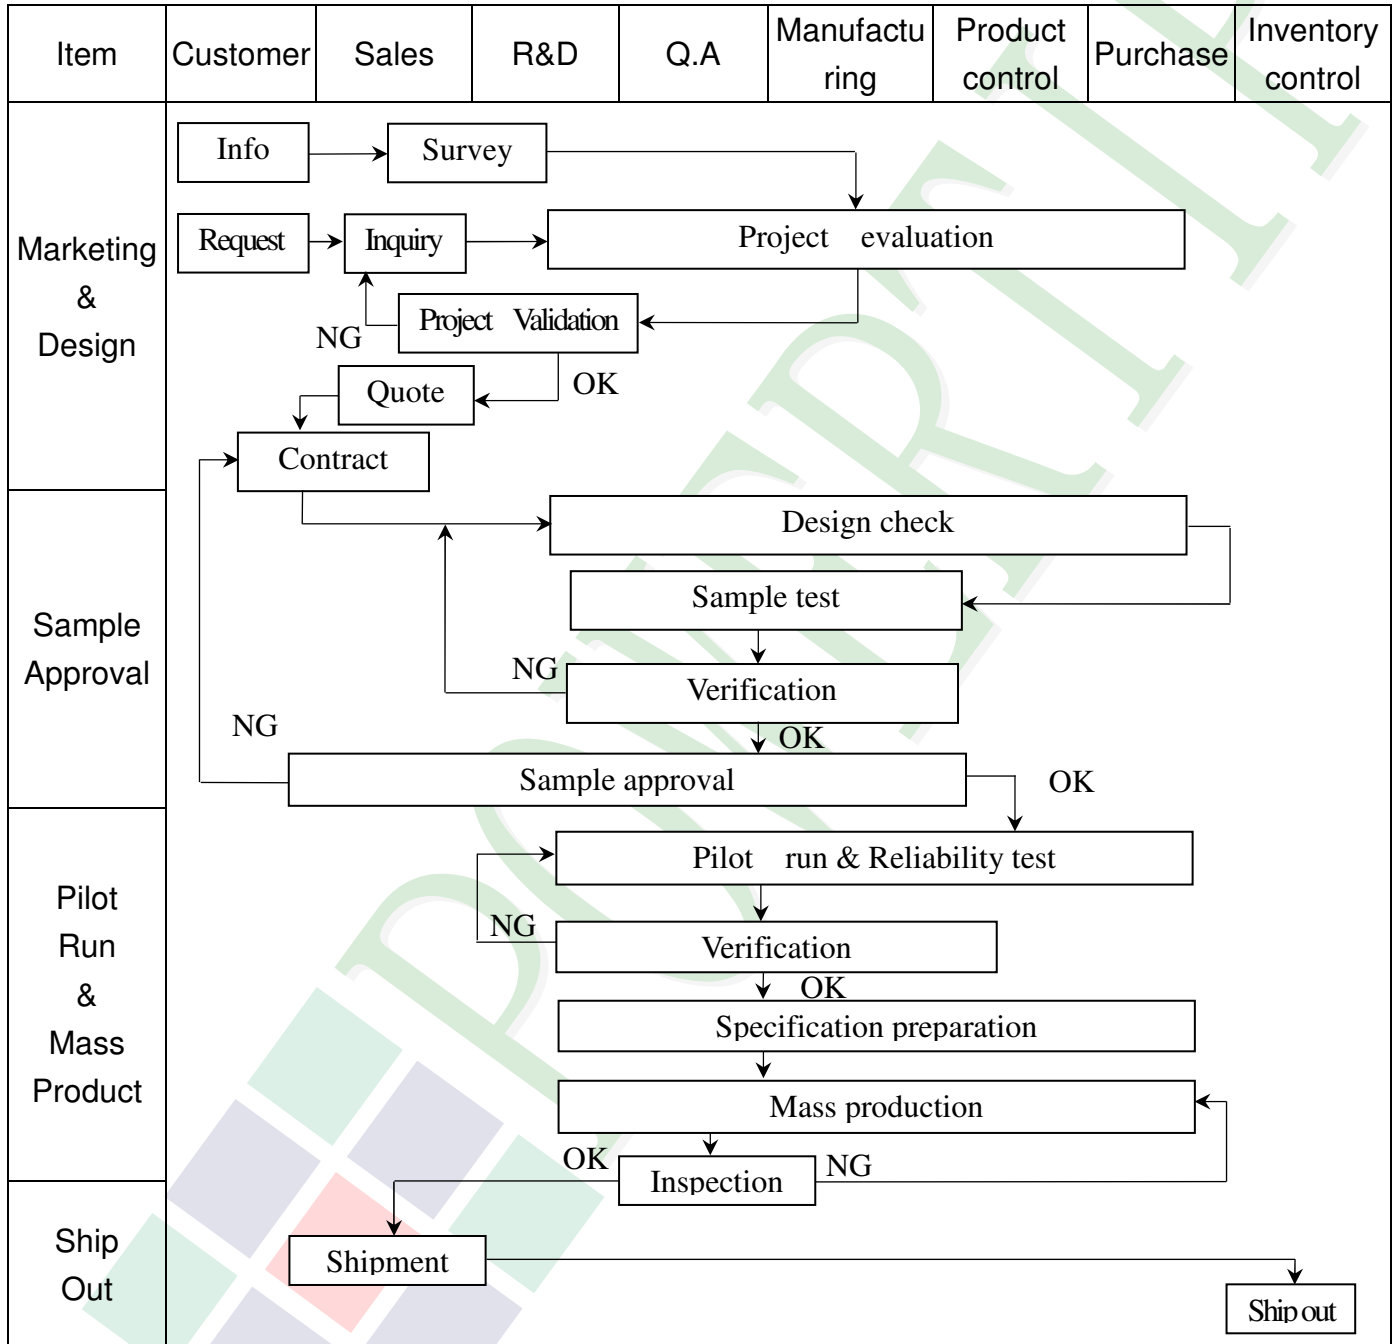 Item
Customer
Sales
R&D
Q.A
Manufactu
ring
Product
control
Purchase
Inventory
control
Marketing
&
Design
Info
Survey
Request
Inquiry
Project evaluation
Project Validation
NG
OK
Quote
Contract
Sample
Approval
Design check
Sample test
NG
Verification
OK
NG
Sample approval
OK
Pilot
Run
&
Mass
Product
Pilot run & Reliability test
NG
Verification
OK
Specification preparation
Mass production
OK
Inspection
NG
Ship
Out
Shipment
Ship out
POWERTIP